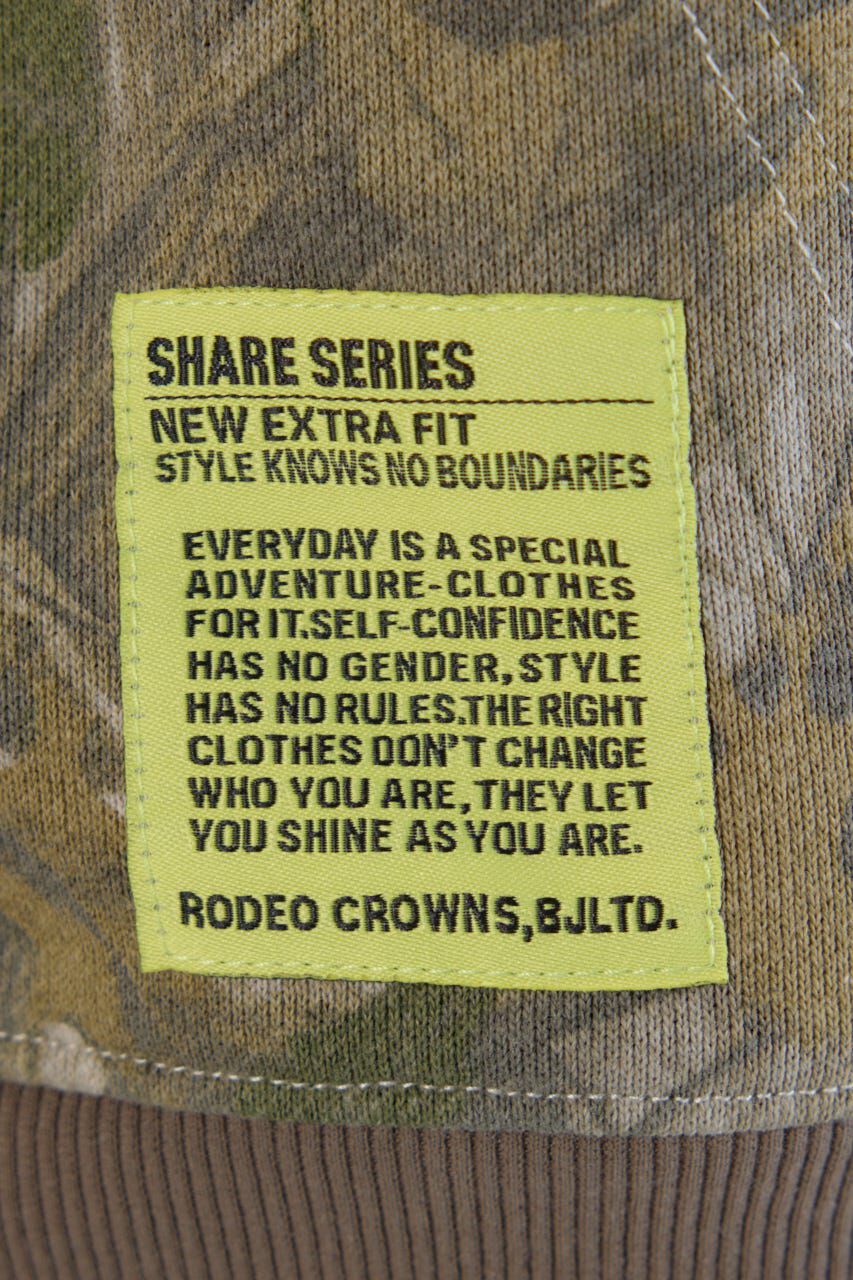 SHARE SERIES
NEW EXTRA FIT
STYLE KNOWS NO BOUNDARIES
EVERYDAY IS A SPECIAL
ADVENTURE-CLOTHES
FOR IT.SELF-CONFIDENCE
HAS NO GENDER,STYLE
HAS NO RULES.THE RIGHT
CLOTHES DON'T CHANGE
WHO YOU ARE,THEY LET
YOU SHINE AS YOU ARE.
RODEO CROWNS,BJLTD.